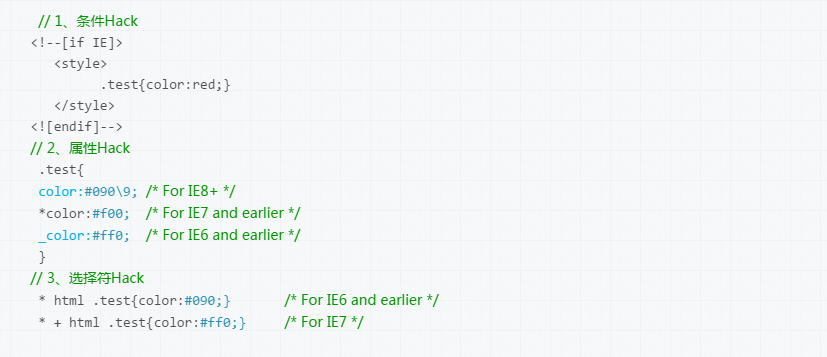 // 1、条件Hack
<!--[if IE]>
<style>
.test{color:red;}
</style>
<![endif]-->
// 2、属性Hack
.test{
color:#090\9; /* For IE8+ */
*color:#f00; /* For IE7 and earlier */
_color:#ff0; /* For IE6 and earlier */
}
// 3、选择符Hack
* html .test{color:#090;} /* For IE6 and earlier */
* + html .test{color:#ff0;} /* For IE7 */